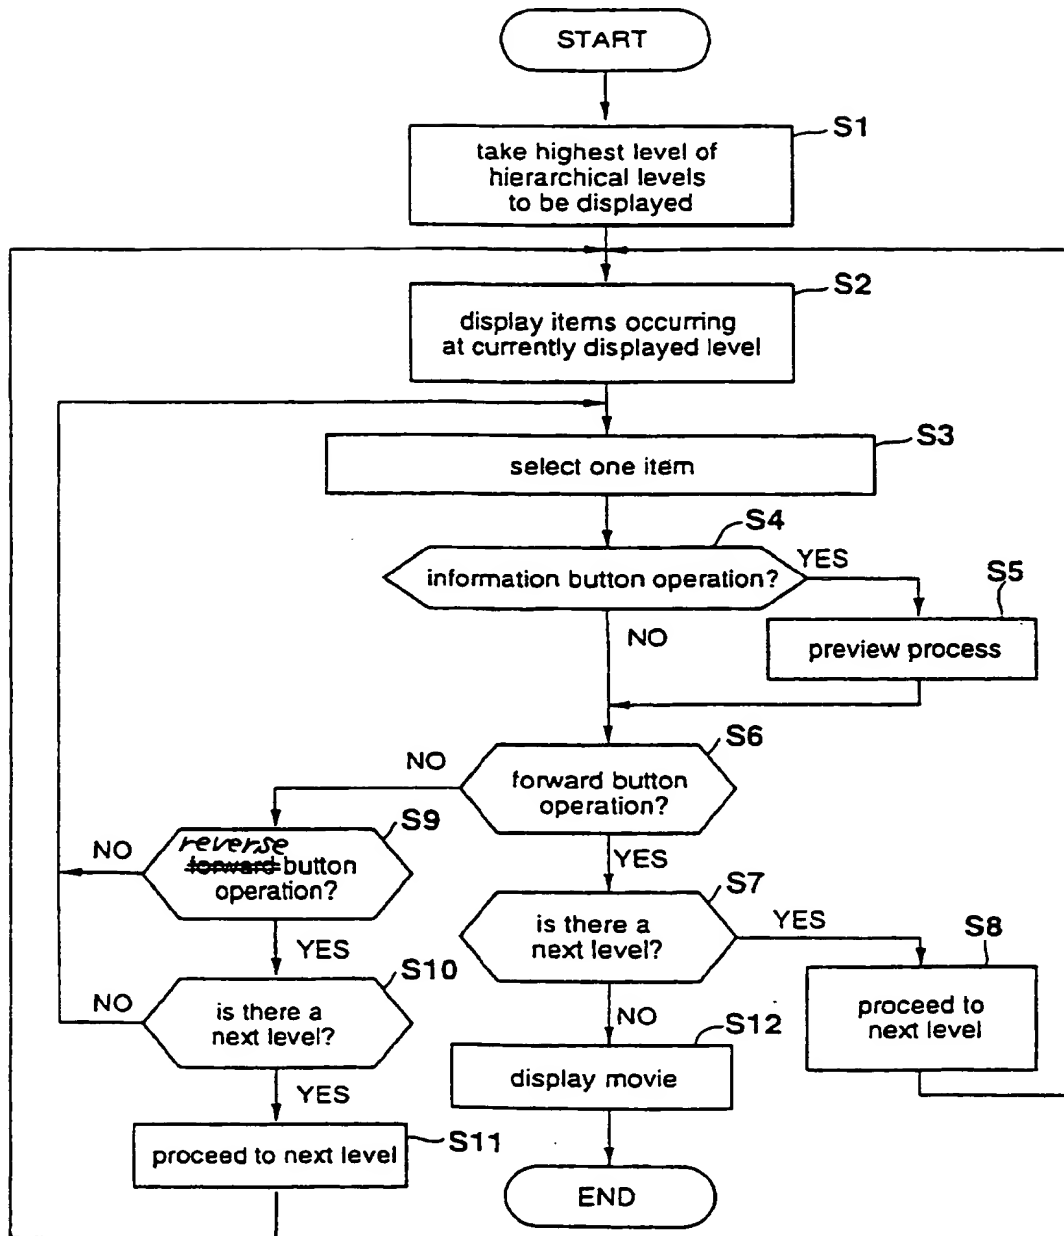 START
S1
take highest level of
hierarchical levels
to be displayed
S2
display items occurring
at currently displayed level
S3
select one item
S4
information button operation?
YES
S5
NO
preview process
S6
NO
forward button
operation?
S9
NO
reverse
forward button
operation?
YES
S7
is there a
next level?
YES
S8
YES
S10
NO
is there a
next level?
proceed to
next level
NO
S12
display movie
YES
S11
proceed to next level
END